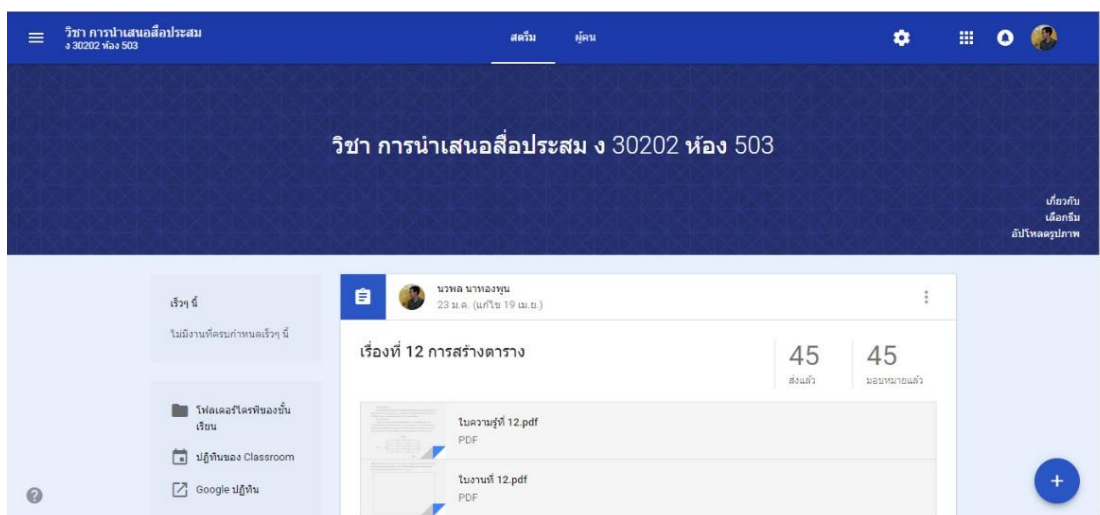 วิชา การนำเสนอสื่อประสม
ง 30202 ห้อง 503
สตรีม
ผู้คน
วิชา การนำเสนอสื่อประสม ง 30202 ห้อง 503
เกี่ยวกับ
เลือกธีม
อัปโหลดรูปภาพ
เร็วๆ นี้
ไม่มีงานที่ครบกำหนดเร็วๆ นี้
นวพล นาทองพูน
23 ม.ค. (แก้ไข 19 เม.ย.)
เรื่องที่ 12 การสร้างตาราง
45
ส่งแล้ว
45
มอบหมายแล้ว
โฟลเดอร์ไดรฟ์ของชั้น
เรียน
ปฏิทินของ Classroom
Google ปฏิทิน
ใบความรู้ที่ 12.pdf
PDF
ใบงานที่ 12.pdf
PDF